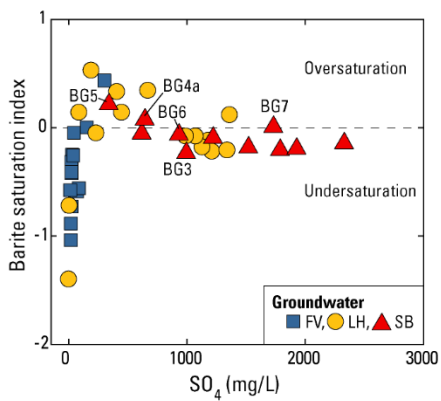 1
Oversaturation
BG5
BG4a
BG6
BG7
0
BG3
Undersaturation
-1
Barite saturation index
Groundwater
FV, LH, SB
-2
0 1000 2000 3000
SO₄ (mg/L)